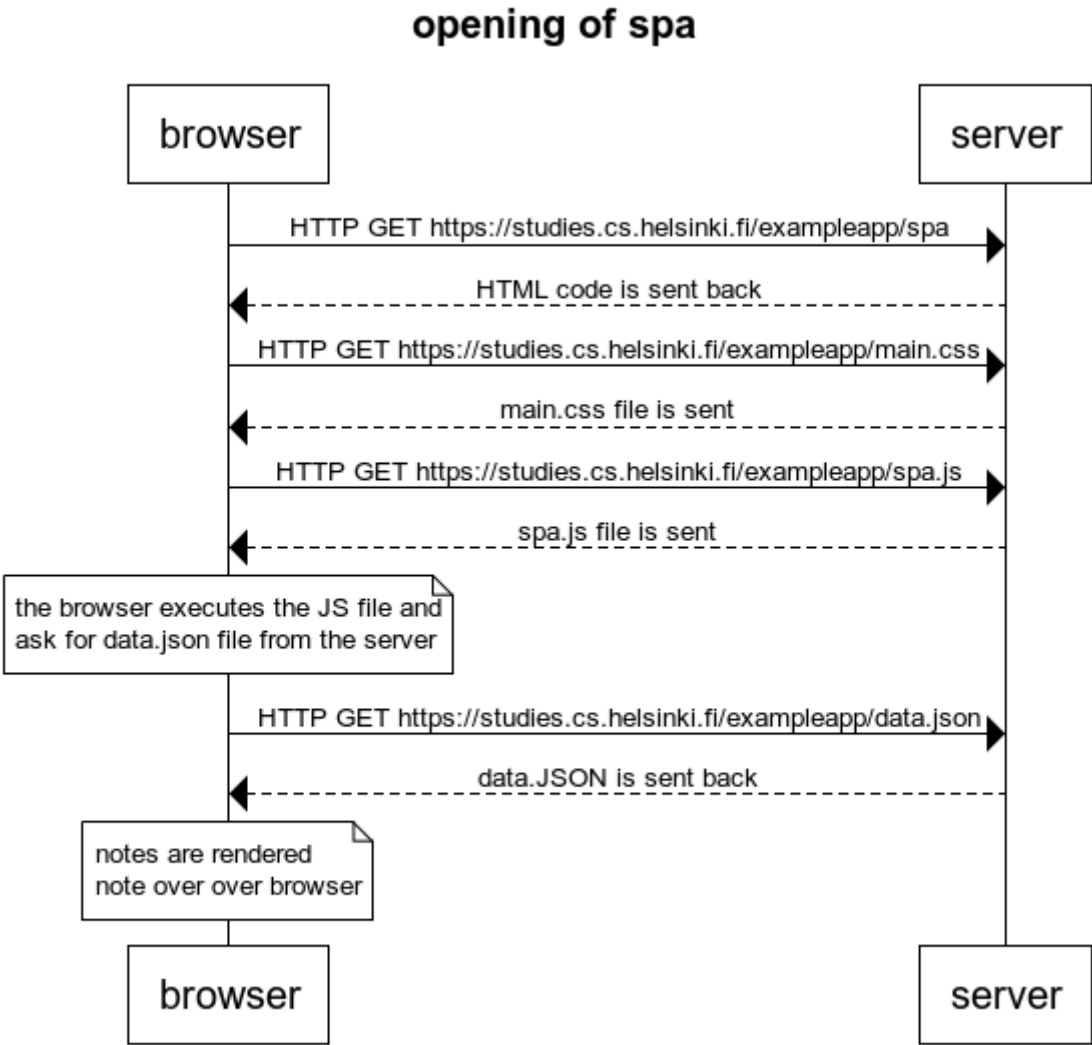 opening of spa
browser
server
HTTP GET https://studies.cs.helsinki.fi/exampleapp/spa
HTML code is sent back
HTTP GET https://studies.cs.helsinki.fi/exampleapp/main.css
main.css file is sent
HTTP GET https://studies.cs.helsinki.fi/exampleapp/spa.js
spa.js file is sent
the browser executes the JS file and
ask for data.json file from the server
HTTP GET https://studies.cs.helsinki.fi/exampleapp/data.json
data.JSON is sent back
notes are rendered
note over over browser
browser
server